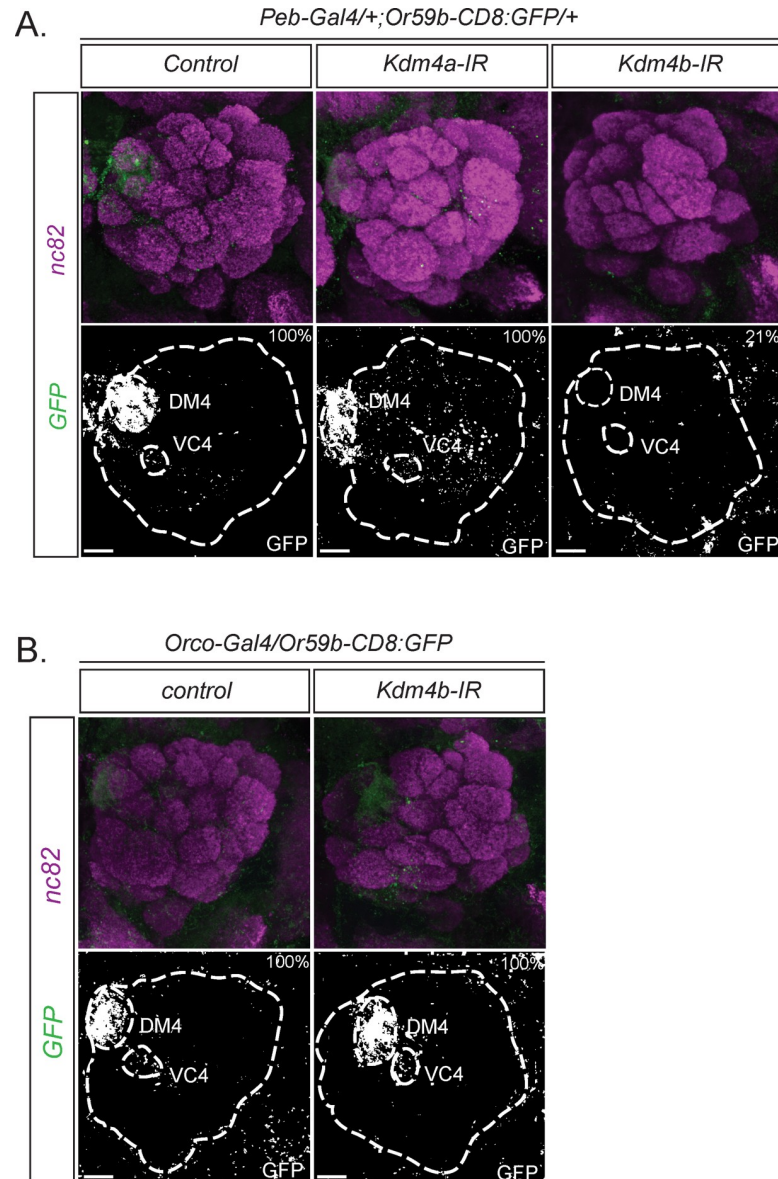 A.
Peb-Gal4/+;Or59b-CD8:GFP/+
Control Kdm4a-IR Kdm4b-IR
nc82
100% 100% 21%
GFP
DM4 DM4 DM4
VC4 VC4 VC4
GFP GFP GFP
B.
Orco-Gal4/Or59b-CD8:GFP
control Kdm4b-IR
nc82
100% 100%
GFP
DM4 DM4
VC4 VC4
GFP GFP